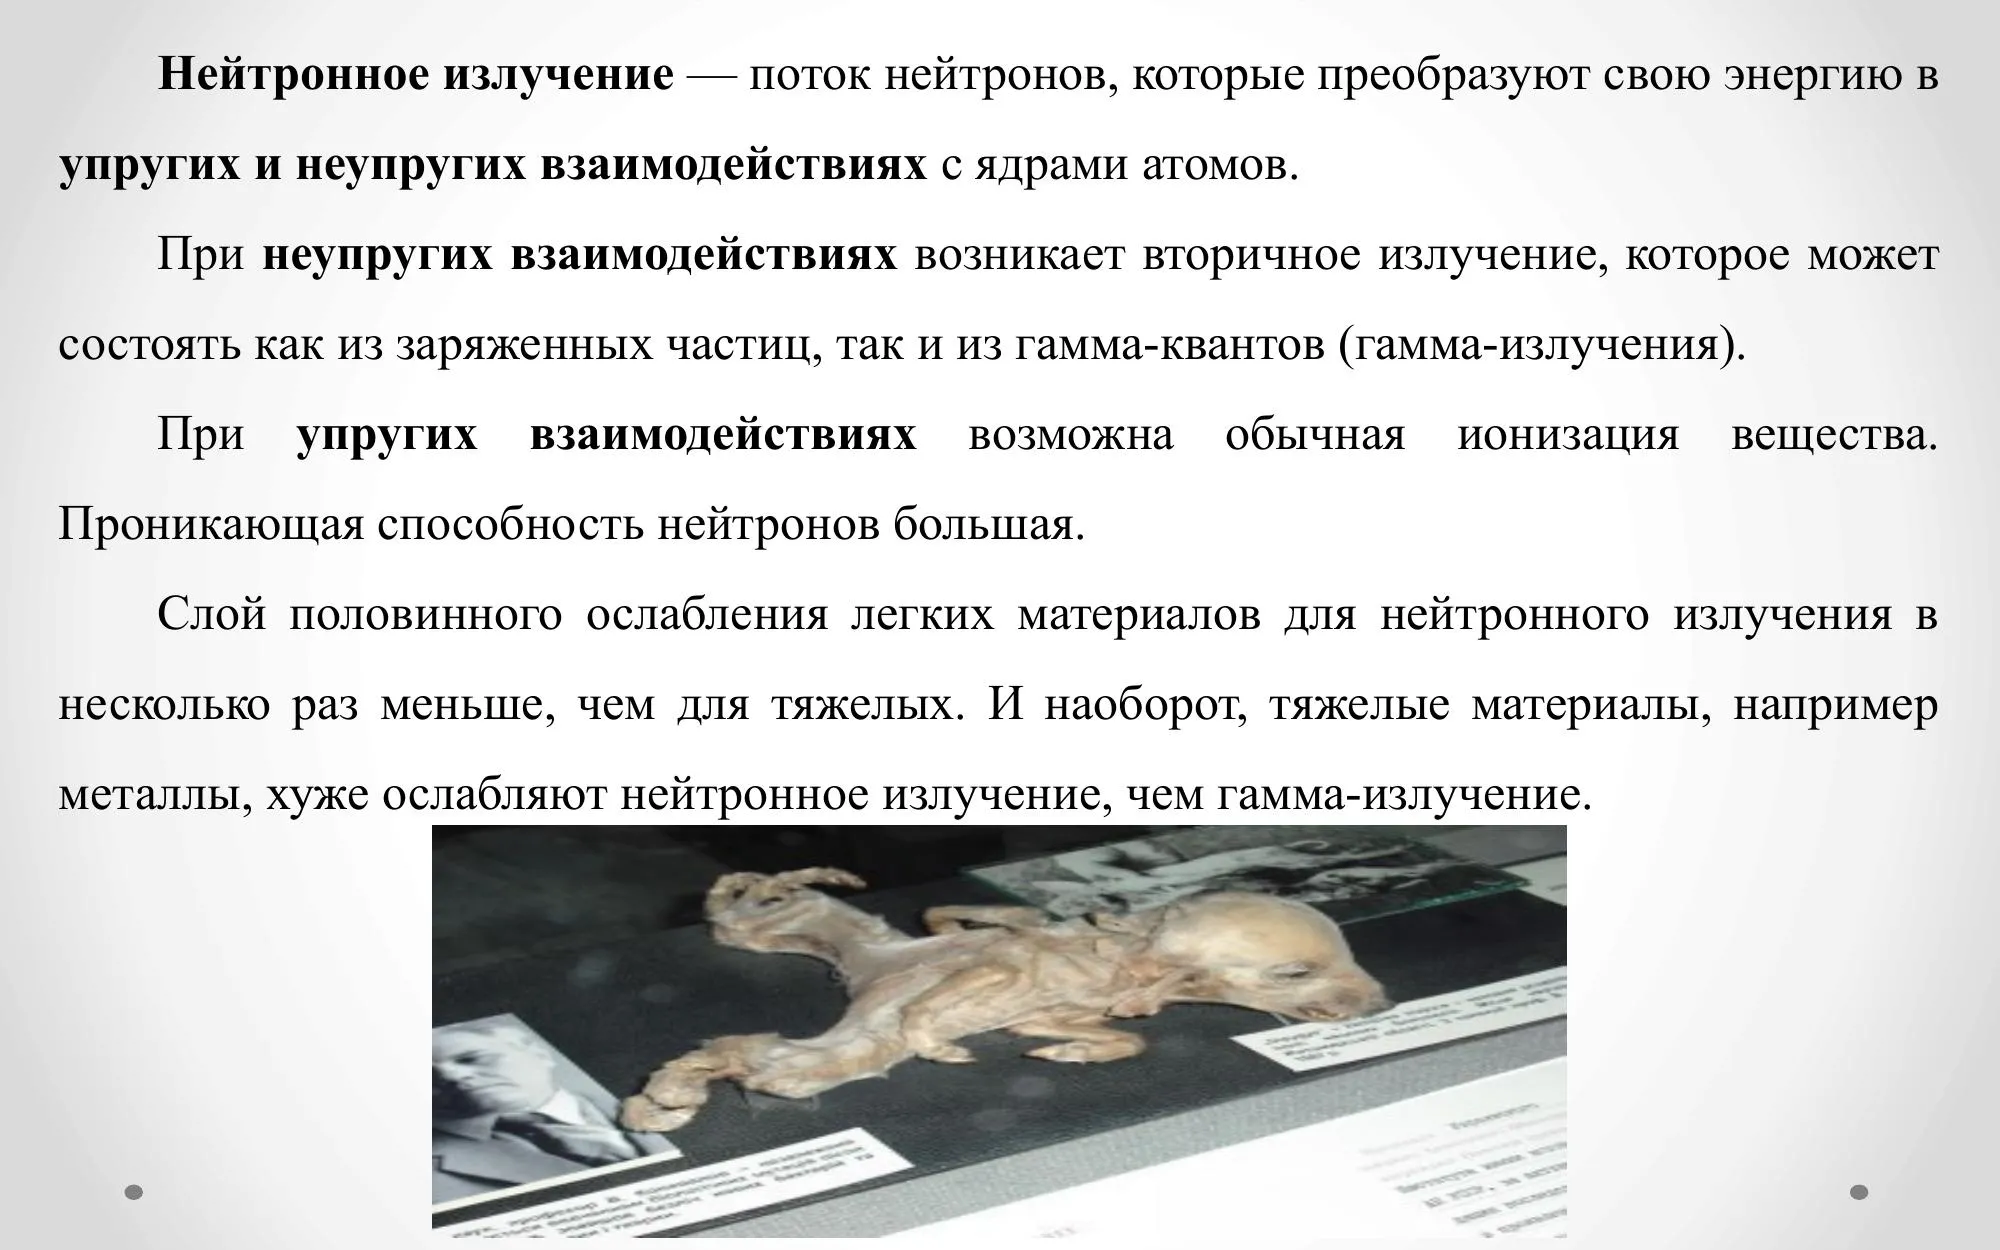 Нейтронное излучение — поток нейтронов, которые преобразуют свою энергию в
упругих и неупругих взаимодействиях с ядрами атомов.
При неупругих взаимодействиях возникает вторичное излучение, которое может
состоять как из заряженных частиц, так и из гамма-квантов (гамма-излучения).
При упругих взаимодействиях возможна обычная ионизация вещества.
Проникающая способность нейтронов большая.
Слой половинного ослабления легких материалов для нейтронного излучения в
несколько раз меньше, чем для тяжелых. И наоборот, тяжелые материалы, например
металлы, хуже ослабляют нейтронное излучение, чем гамма-излучение.